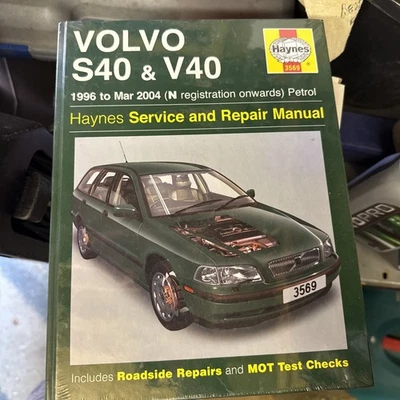 VOLVO
S40 & V40
Haynes
3569
1996 to Mar 2004 (N registration onwards) Petrol
Haynes Service and Repair Manual
3569
Includes Roadside Repairs and MOT Test Checks